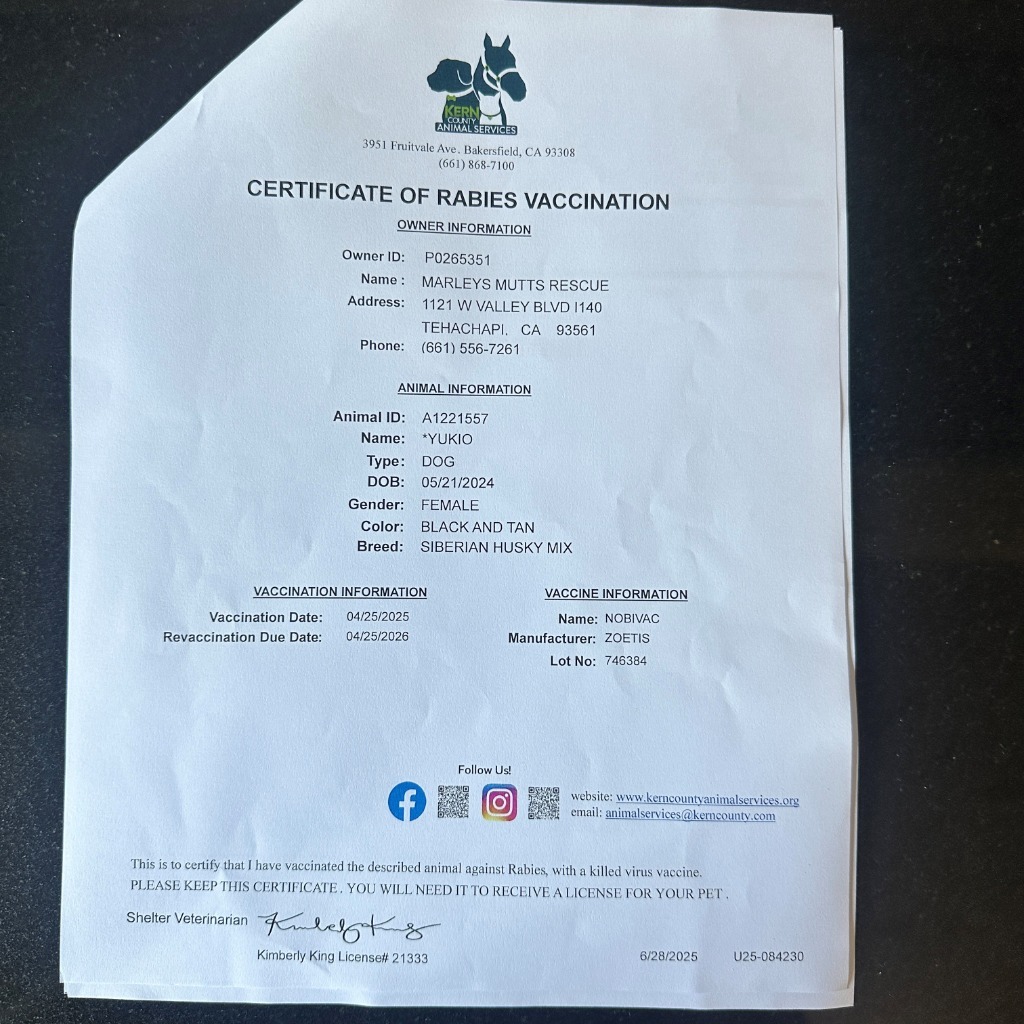 KERN
COUNTY
ANIMAL SERVICES
3951 Fruitvale Ave. Bakersfield, CA 93308
(661) 868-7100
CERTIFICATE OF RABIES VACCINATION
OWNER INFORMATION
Owner ID: P0265351
Name : MARLEYS MUTTS RESCUE
Address: 1121 W VALLEY BLVD I140
TEHACHAPI, CA 93561
Phone: (661) 556-7261
ANIMAL INFORMATION
Animal ID: A1221557
Name: *YUKIO
Type: DOG
DOB: 05/21/2024
Gender: FEMALE
Color: BLACK AND TAN
Breed: SIBERIAN HUSKY MIX
VACCINATION INFORMATION
Vaccination Date: 04/25/2025
Revaccination Due Date: 04/25/2026
VACCINE INFORMATION
Name: NOBIVAC
Manufacturer: ZOETIS
Lot No: 746384
Follow Us!
website: www.kerncountyanimalservices.org
email: animalservices@kerncounty.com
This is to certify that I have vaccinated the described animal against Rabies, with a killed virus vaccine.
PLEASE KEEP THIS CERTIFICATE. YOU WILL NEED IT TO RECEIVE A LICENSE FOR YOUR PET .
Shelter Veterinarian Kimberly King
Kimberly King License# 21333
6/28/2025 U25-084230